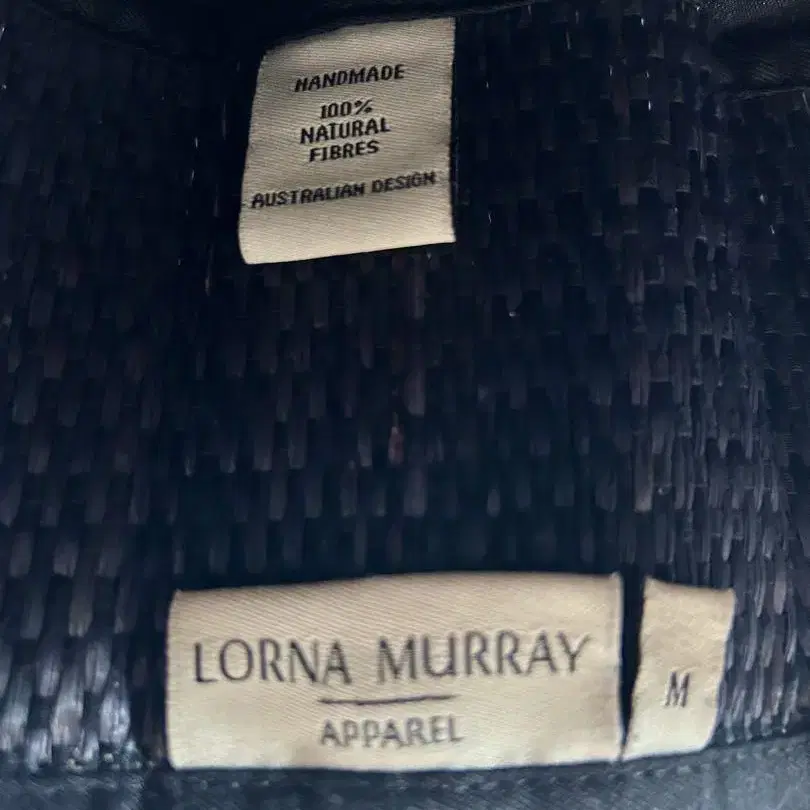 HANDMADE
100%
NATURAL
FIBRES
AUSTRALIAN DESIGN
LORNA MURRAY
APPAREL
M